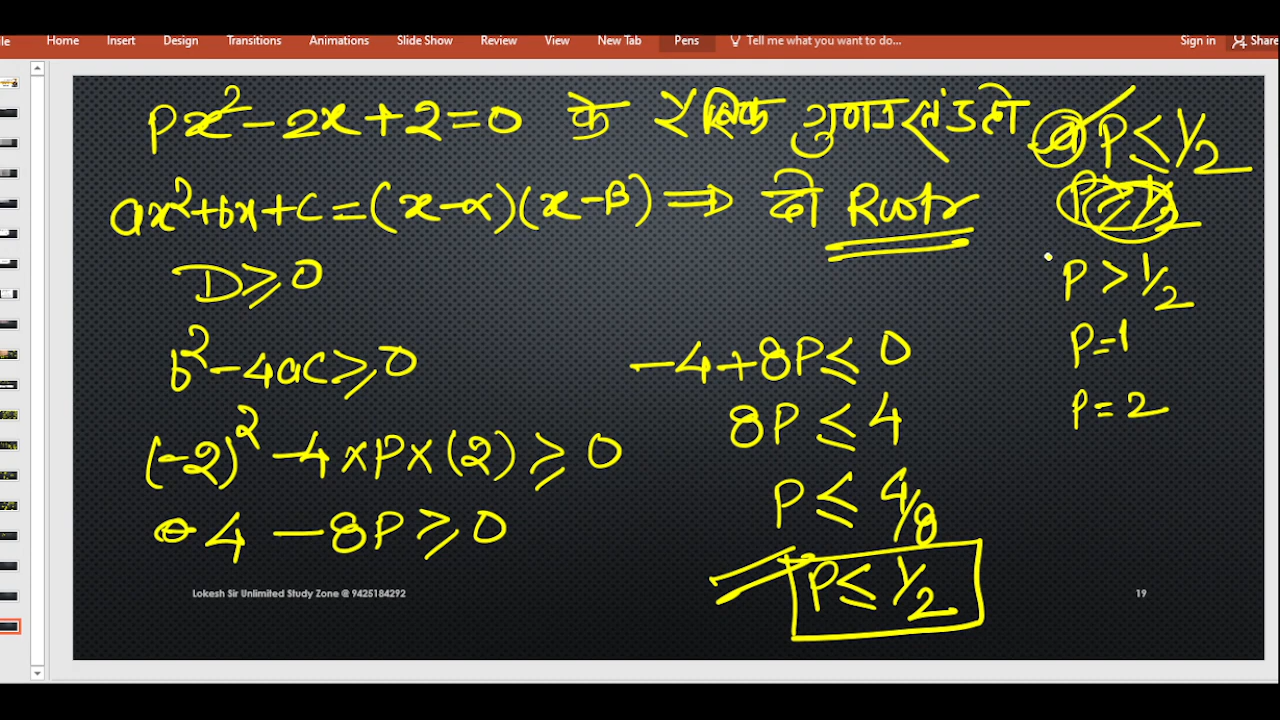 File Home Insert Design Transitions Animations Slide Show Review View New Tab Pens Tell me what you want to do... Sign in Share
px²-2x+2=0 के रैखिक गुणनखंड हो
P≤1/2
ax²+bx+c=(x-α)(x-β)⇒ दो Roots
D≥0
b²-4ac≥0
(-2)²-4×P×(2)≥0
4-8P≥0
-4+8P≤0
8P≤4
P≤4/8
P≤1/2
P>1/2
P=1
P=2
Lokesh Sir Unlimited Study Zone @ 9425184292
19